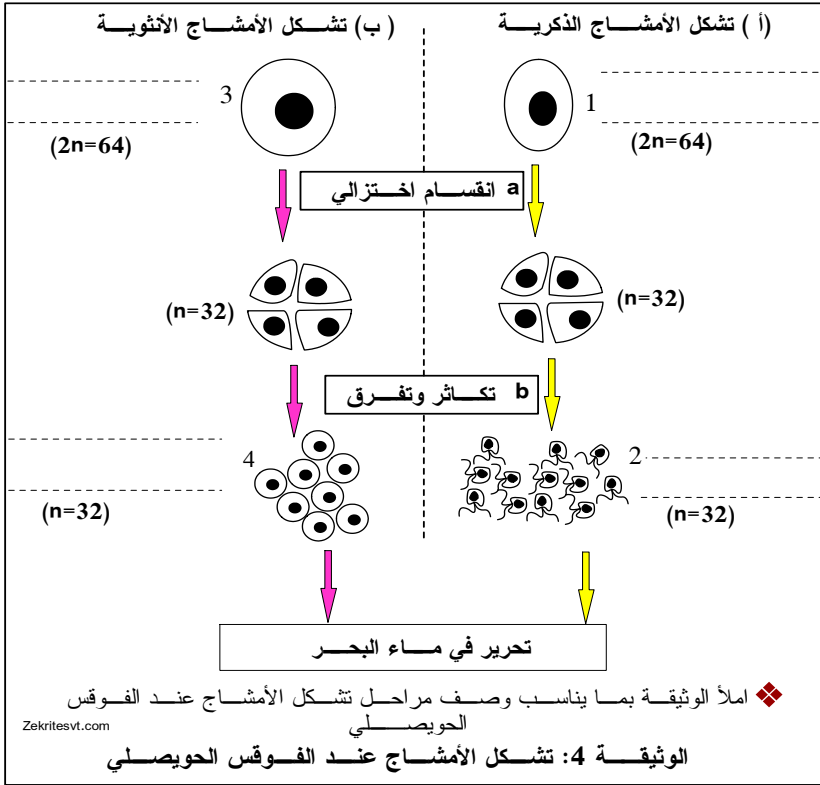 (أ) تشكل الأمشاج الذكرية
(ب) تشكل الأمشاج الأنثوية
1
3
(2n=64)
(2n=64)
a انقسام اختزالي
(n=32)
(n=32)
b تكاثر وتفرق
2
4
(n=32)
(n=32)
تحرير في ماء البحر
املأ الوثيقة بما يناسب وصف مراحل تشكل الأمشاج عند الفوقس
الحويصلي
Zekritesvt.com
الوثيقة 4: تشكل الأمشاج عند الفوقس الحويصلي